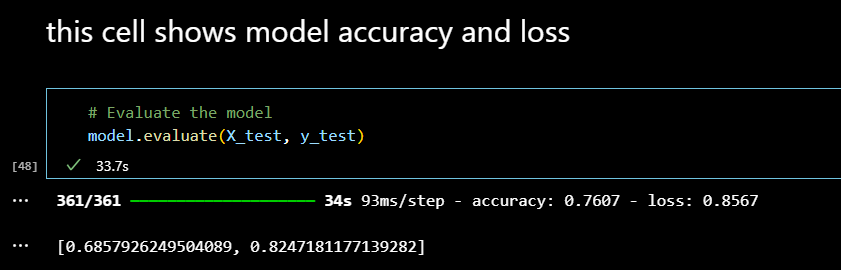 this cell shows model accuracy and loss
# Evaluate the model
model.evaluate(X_test, y_test)
[48] 33.7s
... 361/361 34s 93ms/step - accuracy: 0.7607 - loss: 0.8567
... [0.6857926249504089, 0.8247181177139282]